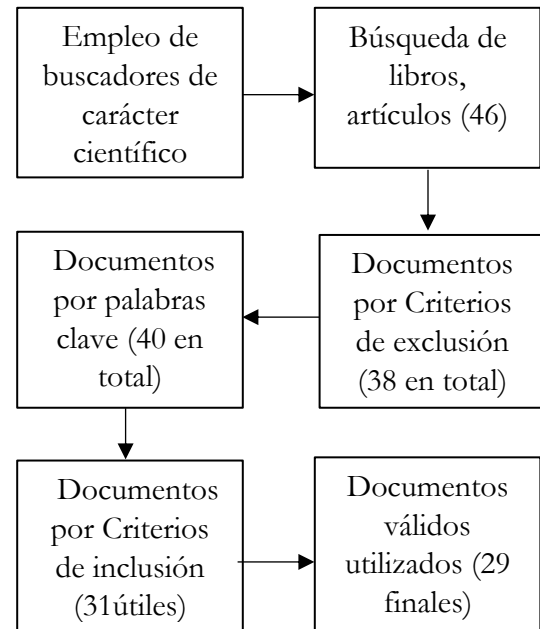 Empleo de
buscadores de
carácter
científico
Búsqueda de
libros,
artículos (46)
Documentos
por Criterios
de exclusión
(38 en total)
Documentos
por palabras
clave (40 en
total)
Documentos
por Criterios
de inclusión
(31útiles)
Documentos
válidos
utilizados (29
finales)